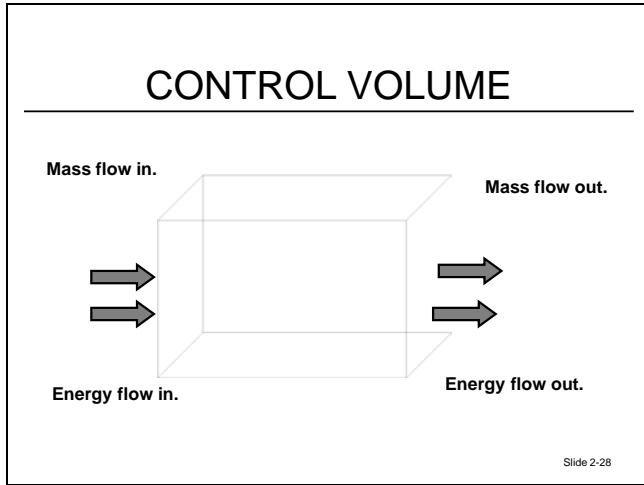 CONTROL VOLUME
Mass flow in.
Mass flow out.
Energy flow in.
Energy flow out.
Slide 2-28